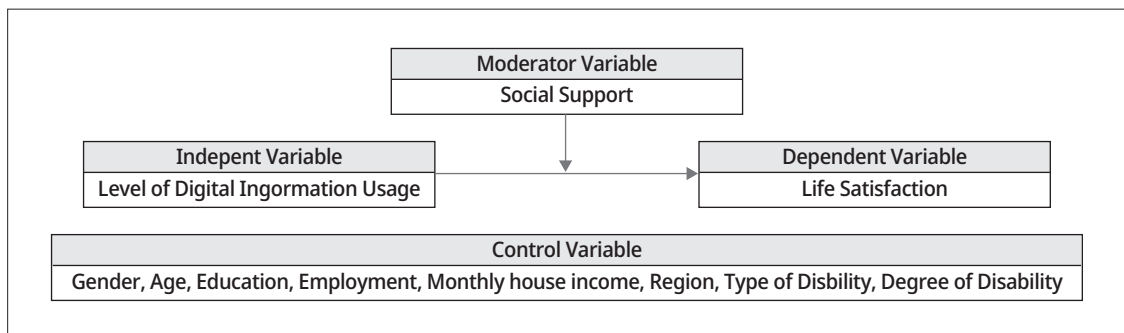 Moderator Variable
Social Support
Indepent Variable
Level of Digital Ingormation Usage
Dependent Variable
Life Satisfaction
Control Variable
Gender, Age, Education, Employment, Monthly house income, Region, Type of Disbility, Degree of Disability